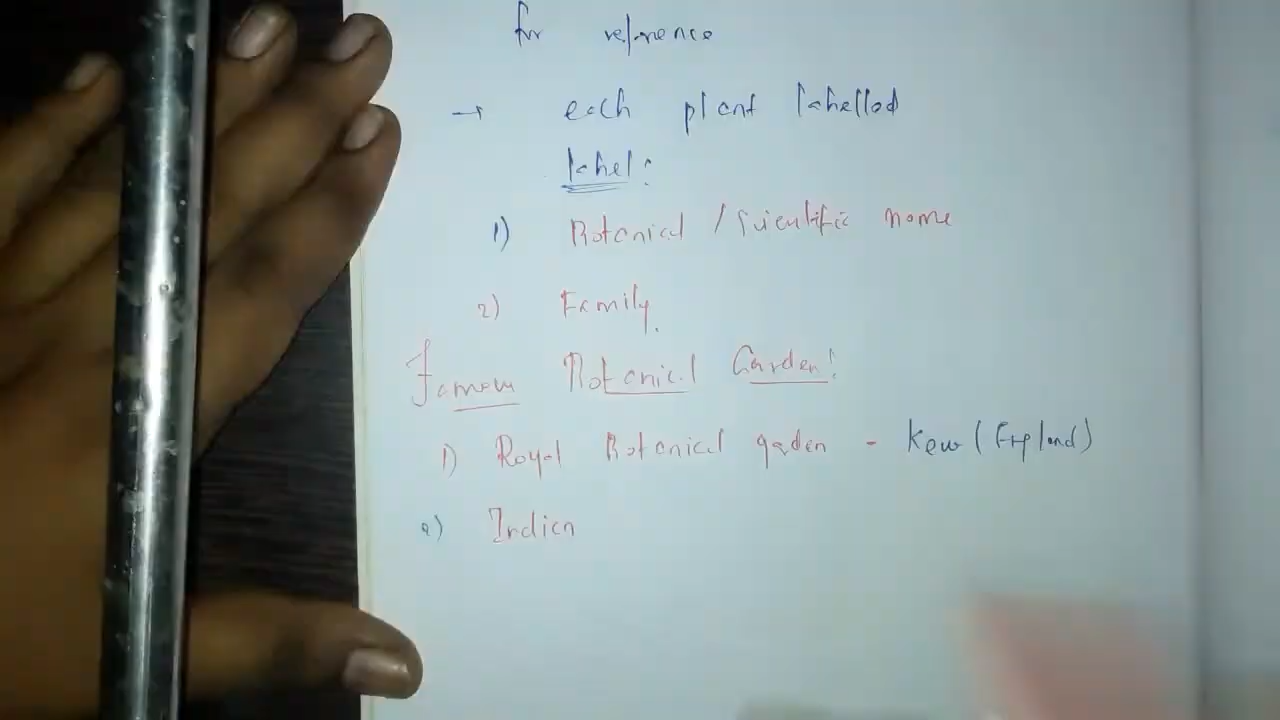 for reference
→ each plant labelled
label:
1) Botanical / Scientific name
2) Family.
Famous Botanical Garden:
1) Royal Botanical gaden - Kew (England)
2) Indian